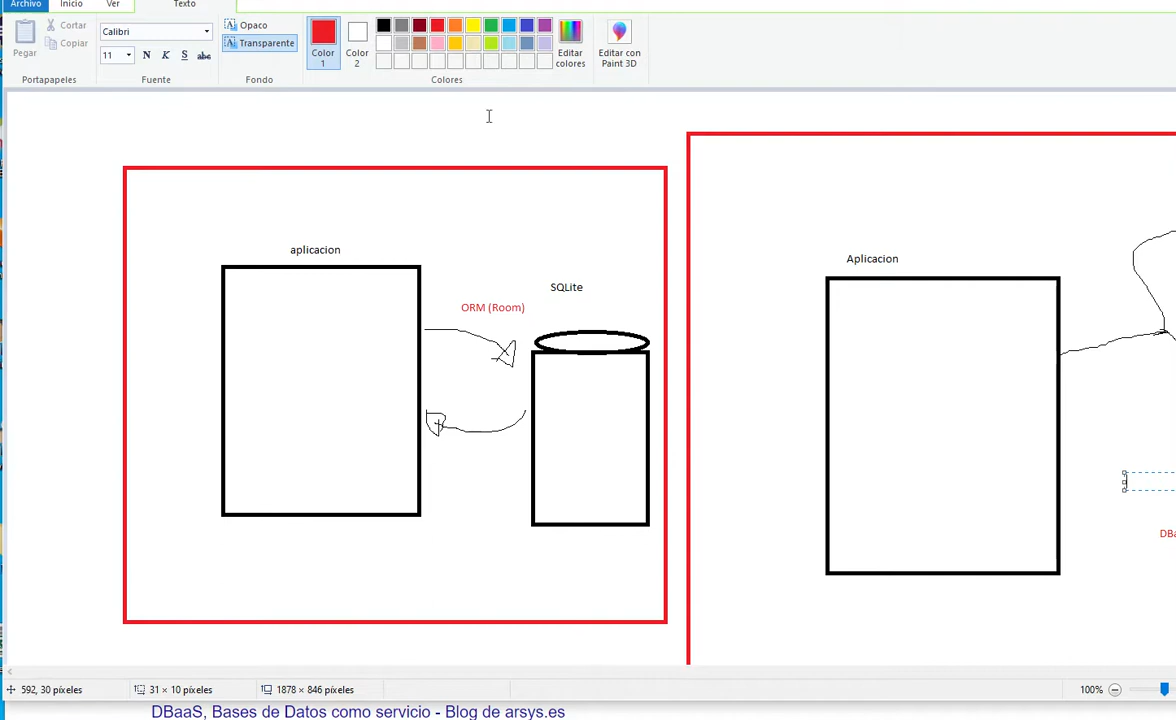 Archivo Inicio Ver Texto
Pegar
Cortar
Copiar
Portapapeles
Calibri
11 N K S abc
Fuente
Opaco
Transparente
Fondo
Color 1
Color 2
Colores
Editar colores
Editar con Paint 3D
aplicacion
SQLite
ORM (Room)
Aplicacion
DBa
592, 30 píxeles
31 × 10 píxeles
1878 × 846 píxeles
100%
DBaaS, Bases de Datos como servicio - Blog de arsys.es